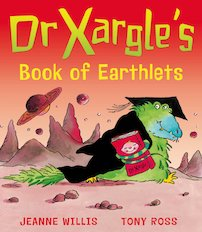 Dr Xargle's
Book of Earthlets
JEANNE WILLIS TONY ROSS